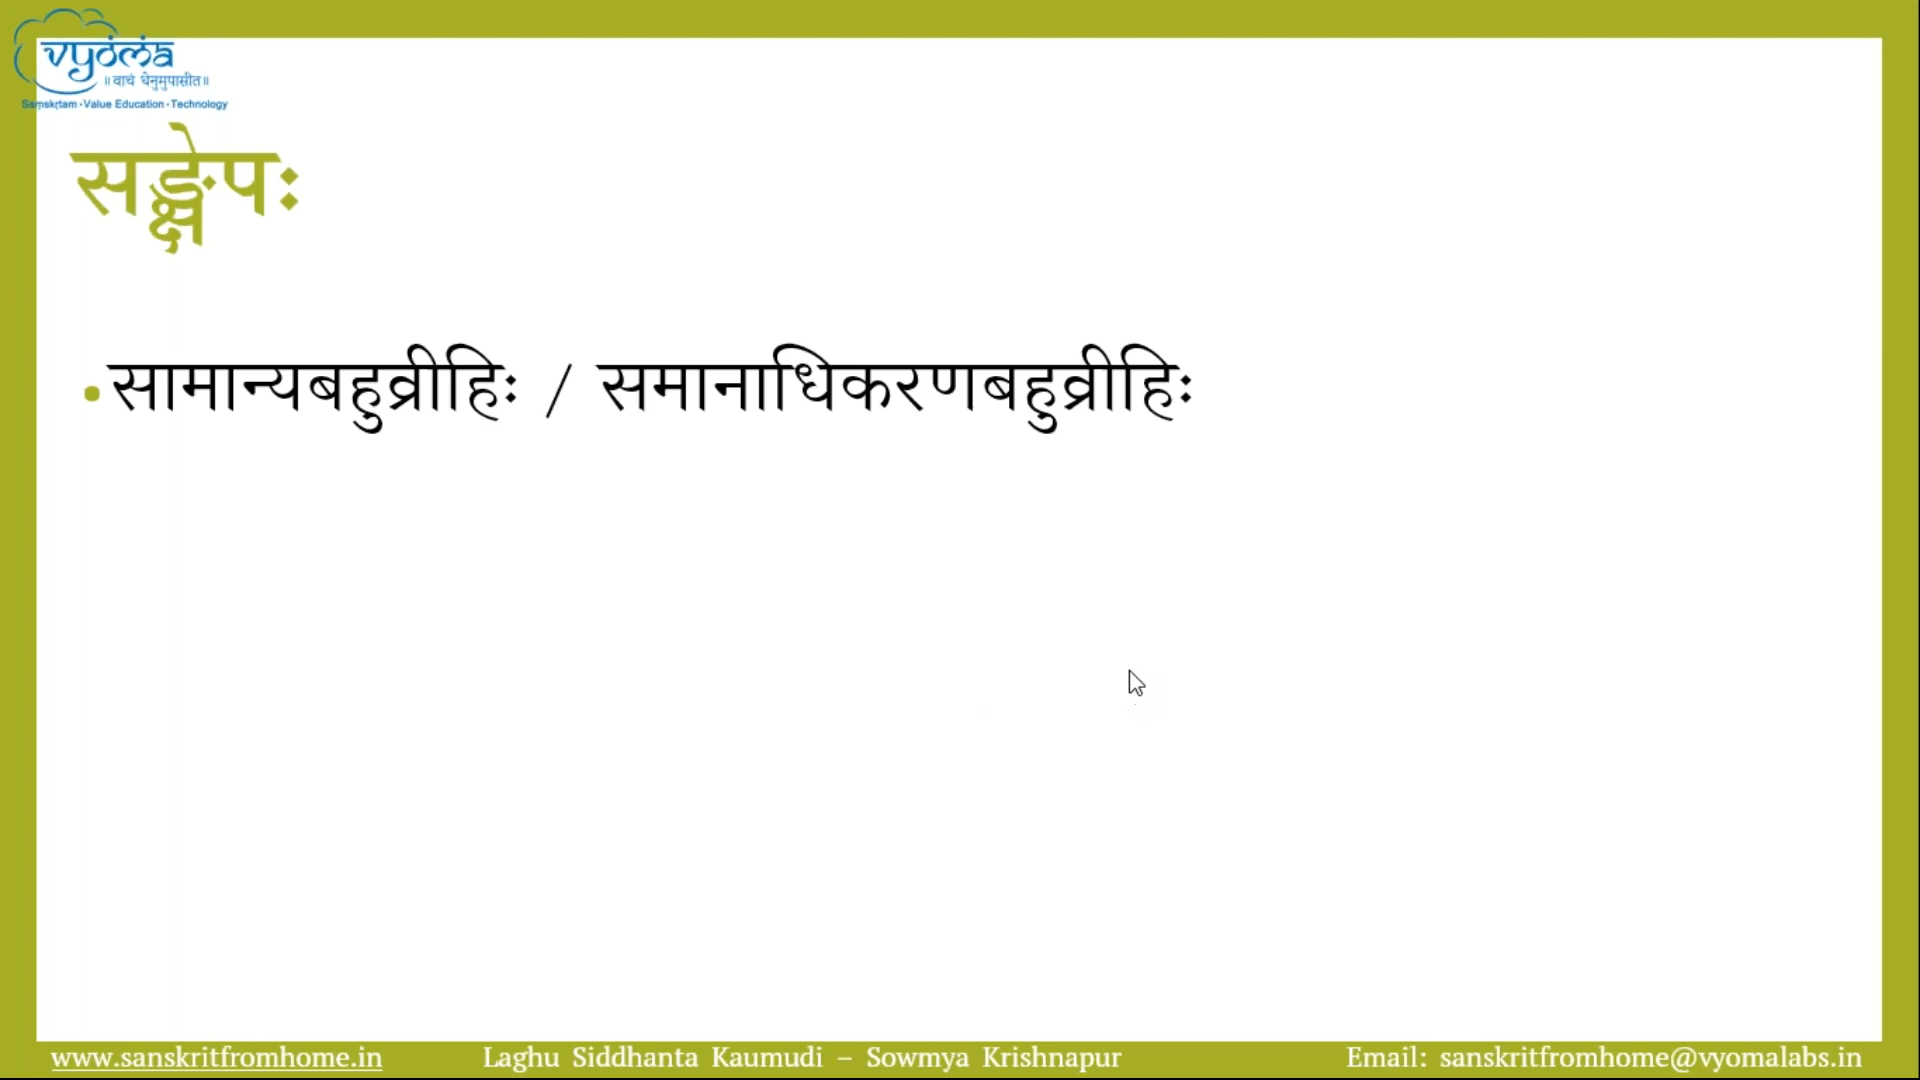 vyoma
॥वाचं धेनुमुपासीत॥
Saṃskṛtam-Value Education-Technology
सङ्क्षेपः
•सामान्यबहुव्रीहिः / समानाधिकरणबहुव्रीहिः
www.sanskritfromhome.in Laghu Siddhanta Kaumudi – Sowmya Krishnapur Email: sanskritfromhome@vyomalabs.in